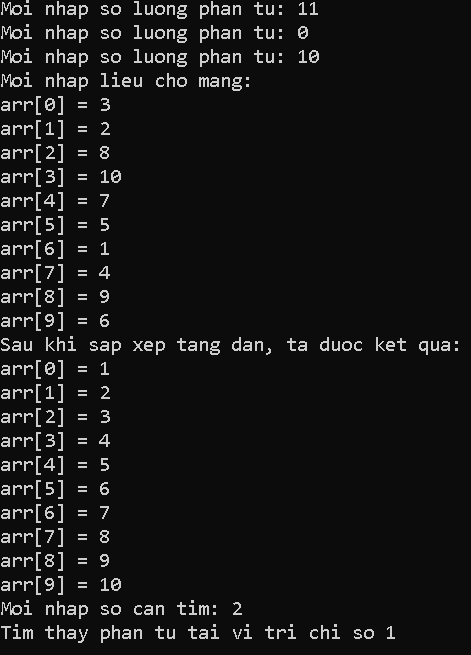 Moi nhap so luong phan tu: 11
Moi nhap so luong phan tu: 0
Moi nhap so luong phan tu: 10
Moi nhap lieu cho mang:
arr[0] = 3
arr[1] = 2
arr[2] = 8
arr[3] = 10
arr[4] = 7
arr[5] = 5
arr[6] = 1
arr[7] = 4
arr[8] = 9
arr[9] = 6
Sau khi sap xep tang dan, ta duoc ket qua:
arr[0] = 1
arr[1] = 2
arr[2] = 3
arr[3] = 4
arr[4] = 5
arr[5] = 6
arr[6] = 7
arr[7] = 8
arr[8] = 9
arr[9] = 10
Moi nhap so can tim: 2
Tim thay phan tu tai vi tri chi so 1